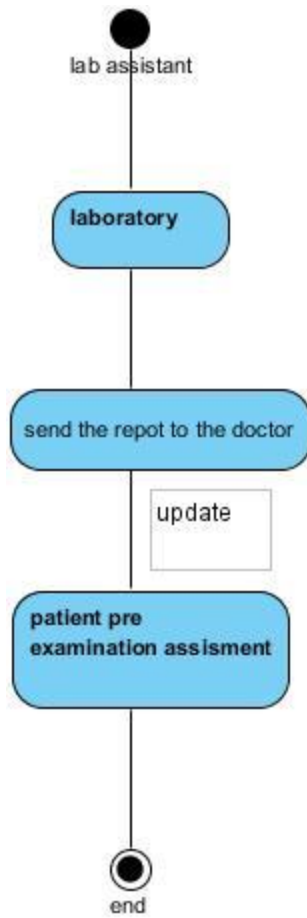 lab assistant
laboratory
send the repot to the doctor
update
patient pre
examination assisment
end